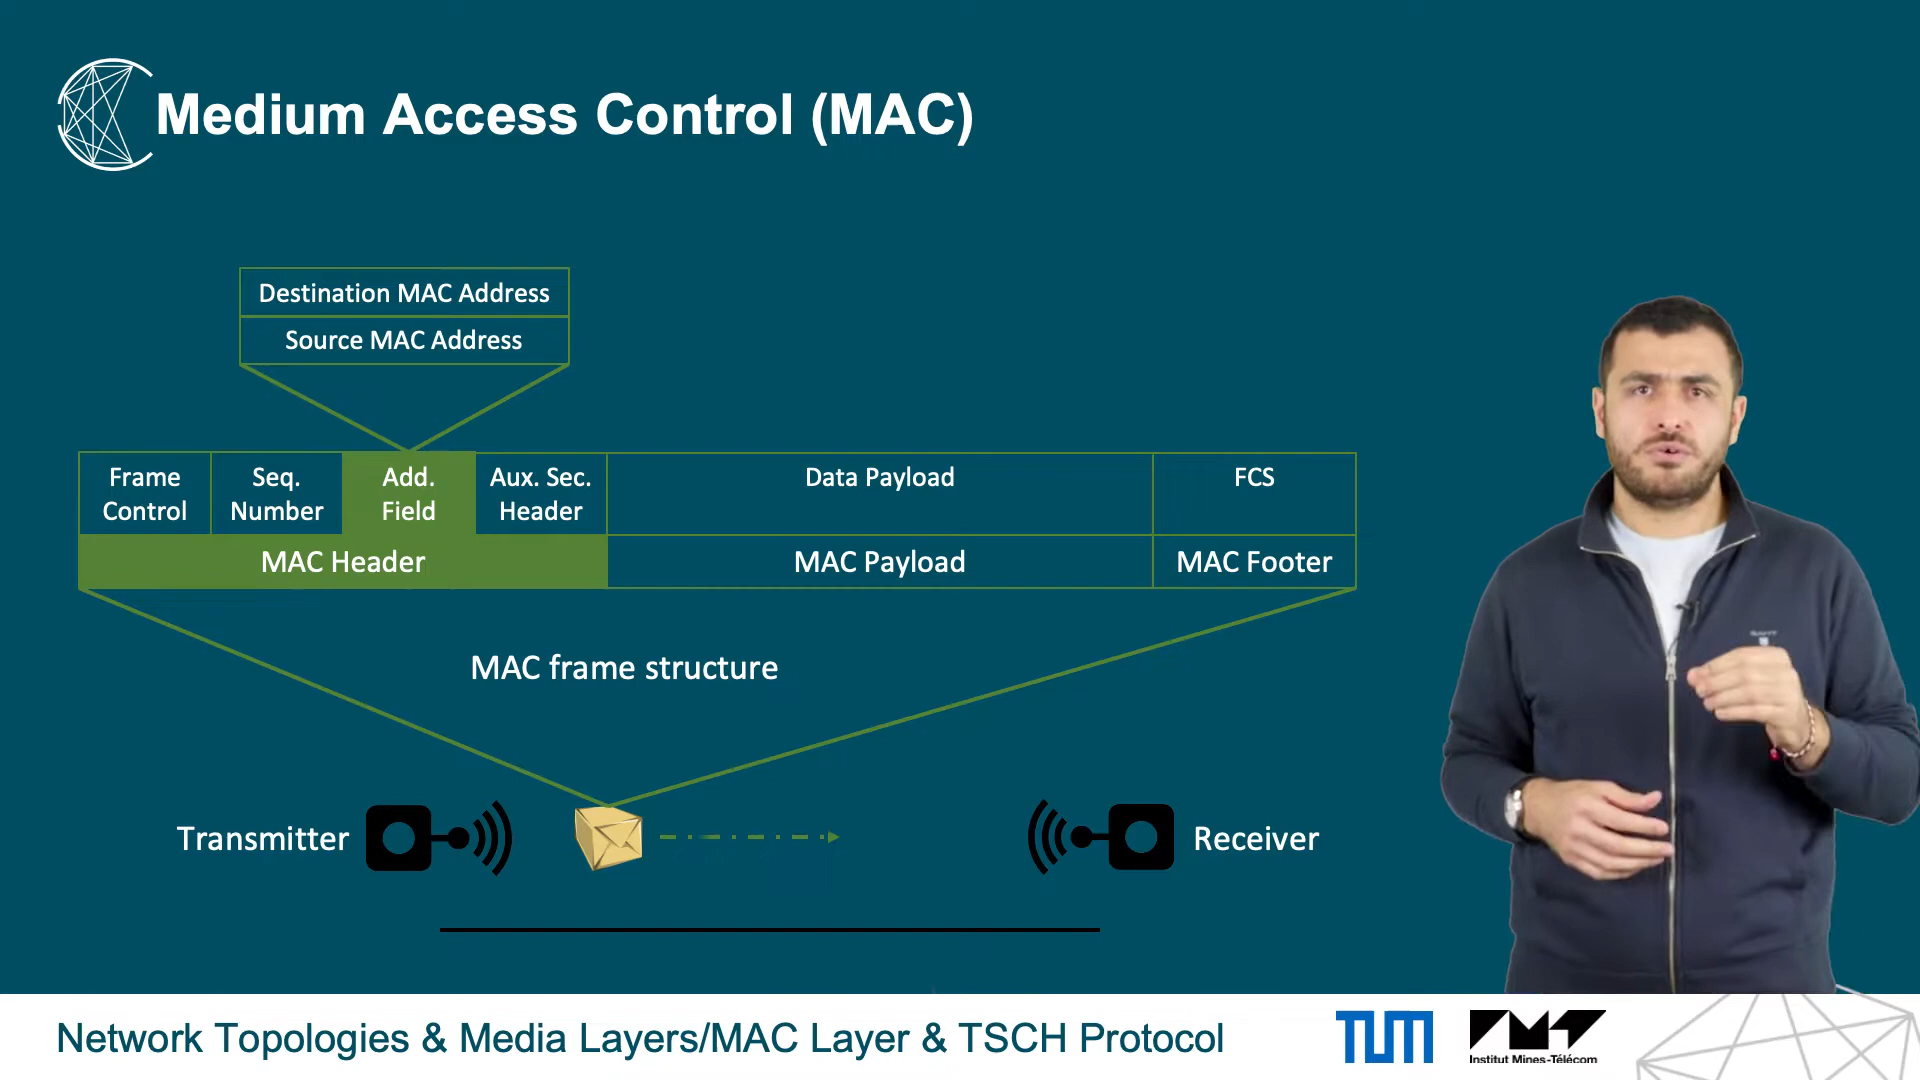 Medium Access Control (MAC)
Destination MAC Address
Source MAC Address
Frame Control
Seq. Number
Add. Field
Aux. Sec. Header
Data Payload
FCS
MAC Header
MAC Payload
MAC Footer
MAC frame structure
Transmitter
Receiver
Network Topologies & Media Layers/MAC Layer & TSCH Protocol
TUM
Institut Mines-Télécom